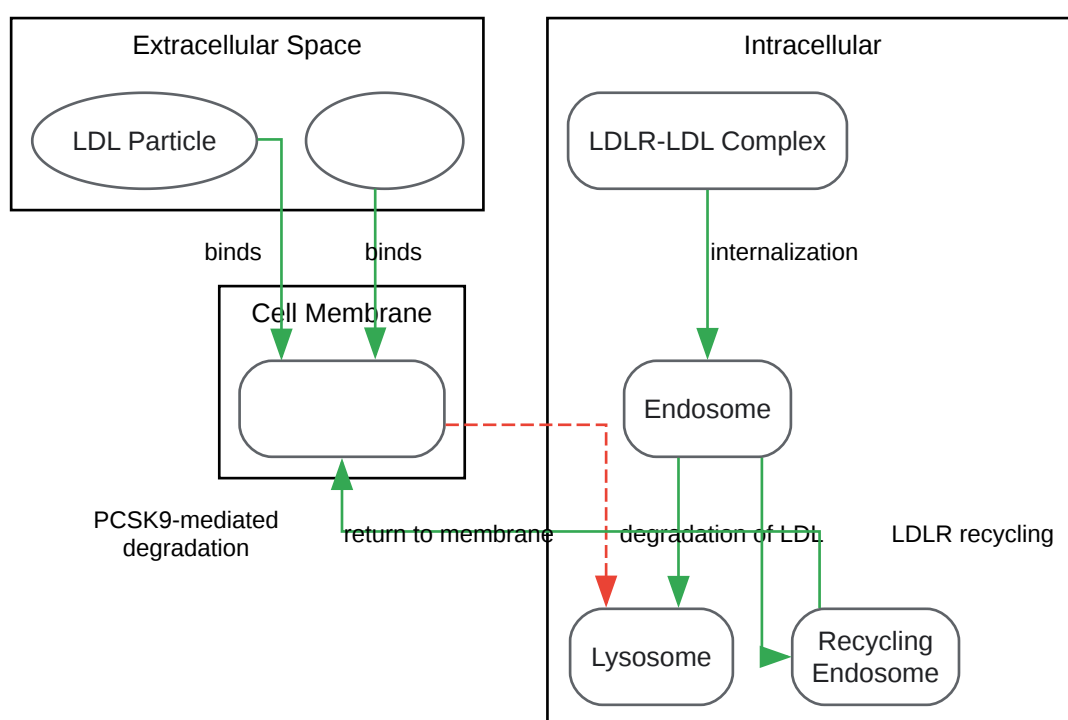 Extracellular Space
Intracellular
LDL Particle
LDLR-LDL Complex
binds
binds
internalization
Cell Membrane
Endosome
PCSK9-mediated
degradation
return to membrane
degradation of LDL
LDLR recycling
Lysosome
Recycling
Endosome